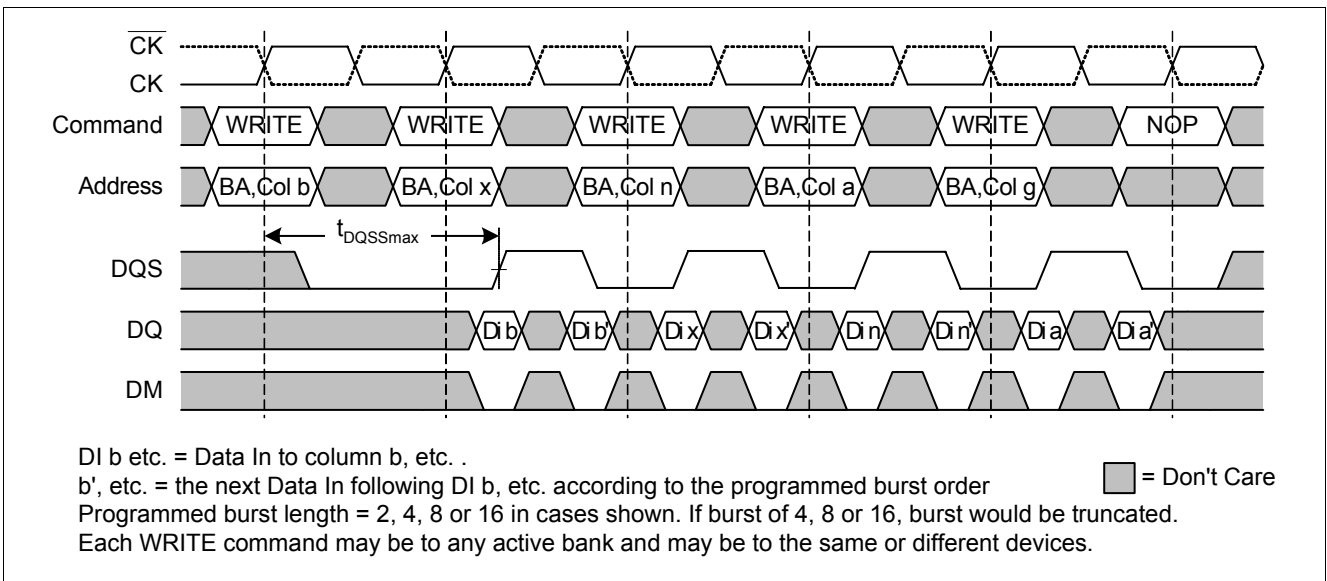 CK
CK
Command WRITE WRITE WRITE WRITE WRITE NOP
Address BA,Col b BA,Col x BA,Col n BA,Col a BA,Col g
tDQSSmax
DQS
DQ Di b Di b' Di x Di x' Di n Di n' Di a Di a'
DM
DI b etc. = Data In to column b, etc. .
b', etc. = the next Data In following DI b, etc. according to the programmed burst order
= Don't Care
Programmed burst length = 2, 4, 8 or 16 in cases shown. If burst of 4, 8 or 16, burst would be truncated.
Each WRITE command may be to any active bank and may be to the same or different devices.